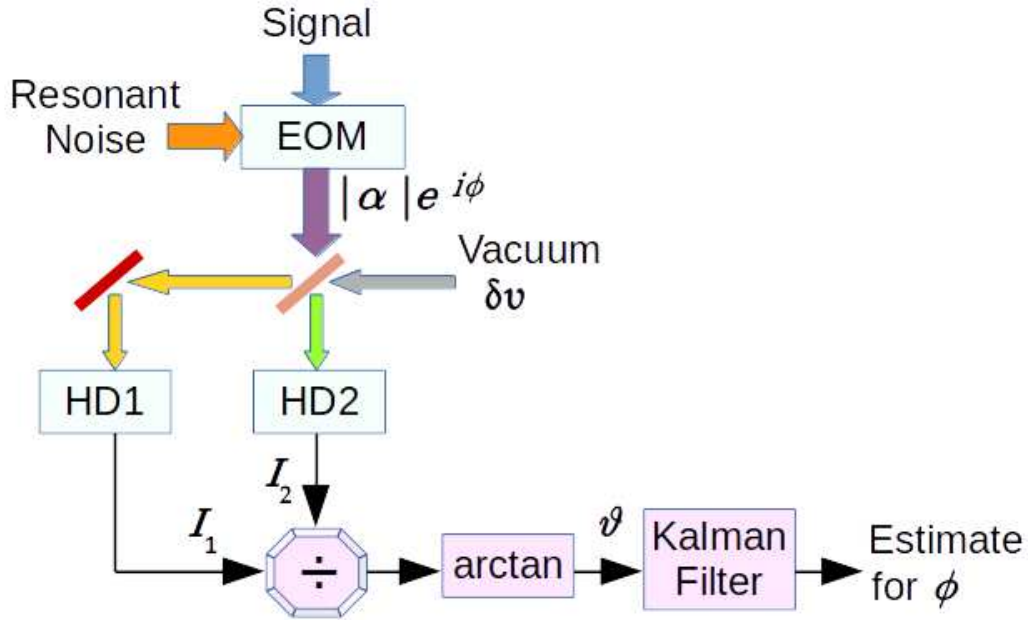 Signal
Resonant
Noise
EOM
|α|e^{iϕ}
Vacuum
δυ
HD1
HD2
I₂
I₁
÷
arctan
ϑ
Kalman
Filter
Estimate
for ϕ